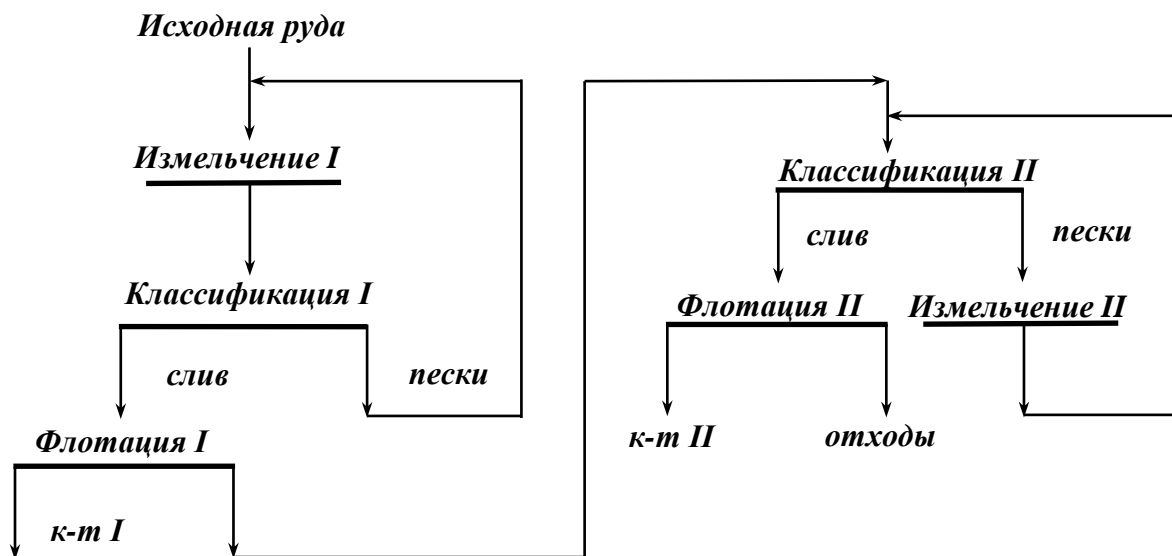 Исходная руда
Измельчение I
Классификация I
слив
пески
Флотация I
к-т I
Классификация II
слив
пески
Флотация II
Измельчение II
к-т II
отходы